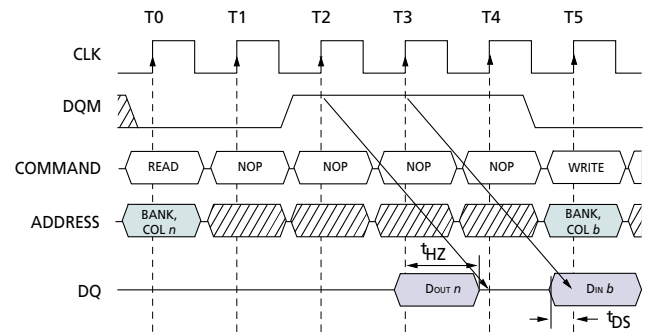 T0 T1 T2 T3 T4 T5
CLK
DQM
COMMAND READ NOP NOP NOP NOP WRITE
ADDRESS BANK, COL n BANK, COL b
tHZ
DQ DOUT n DIN b
tDS